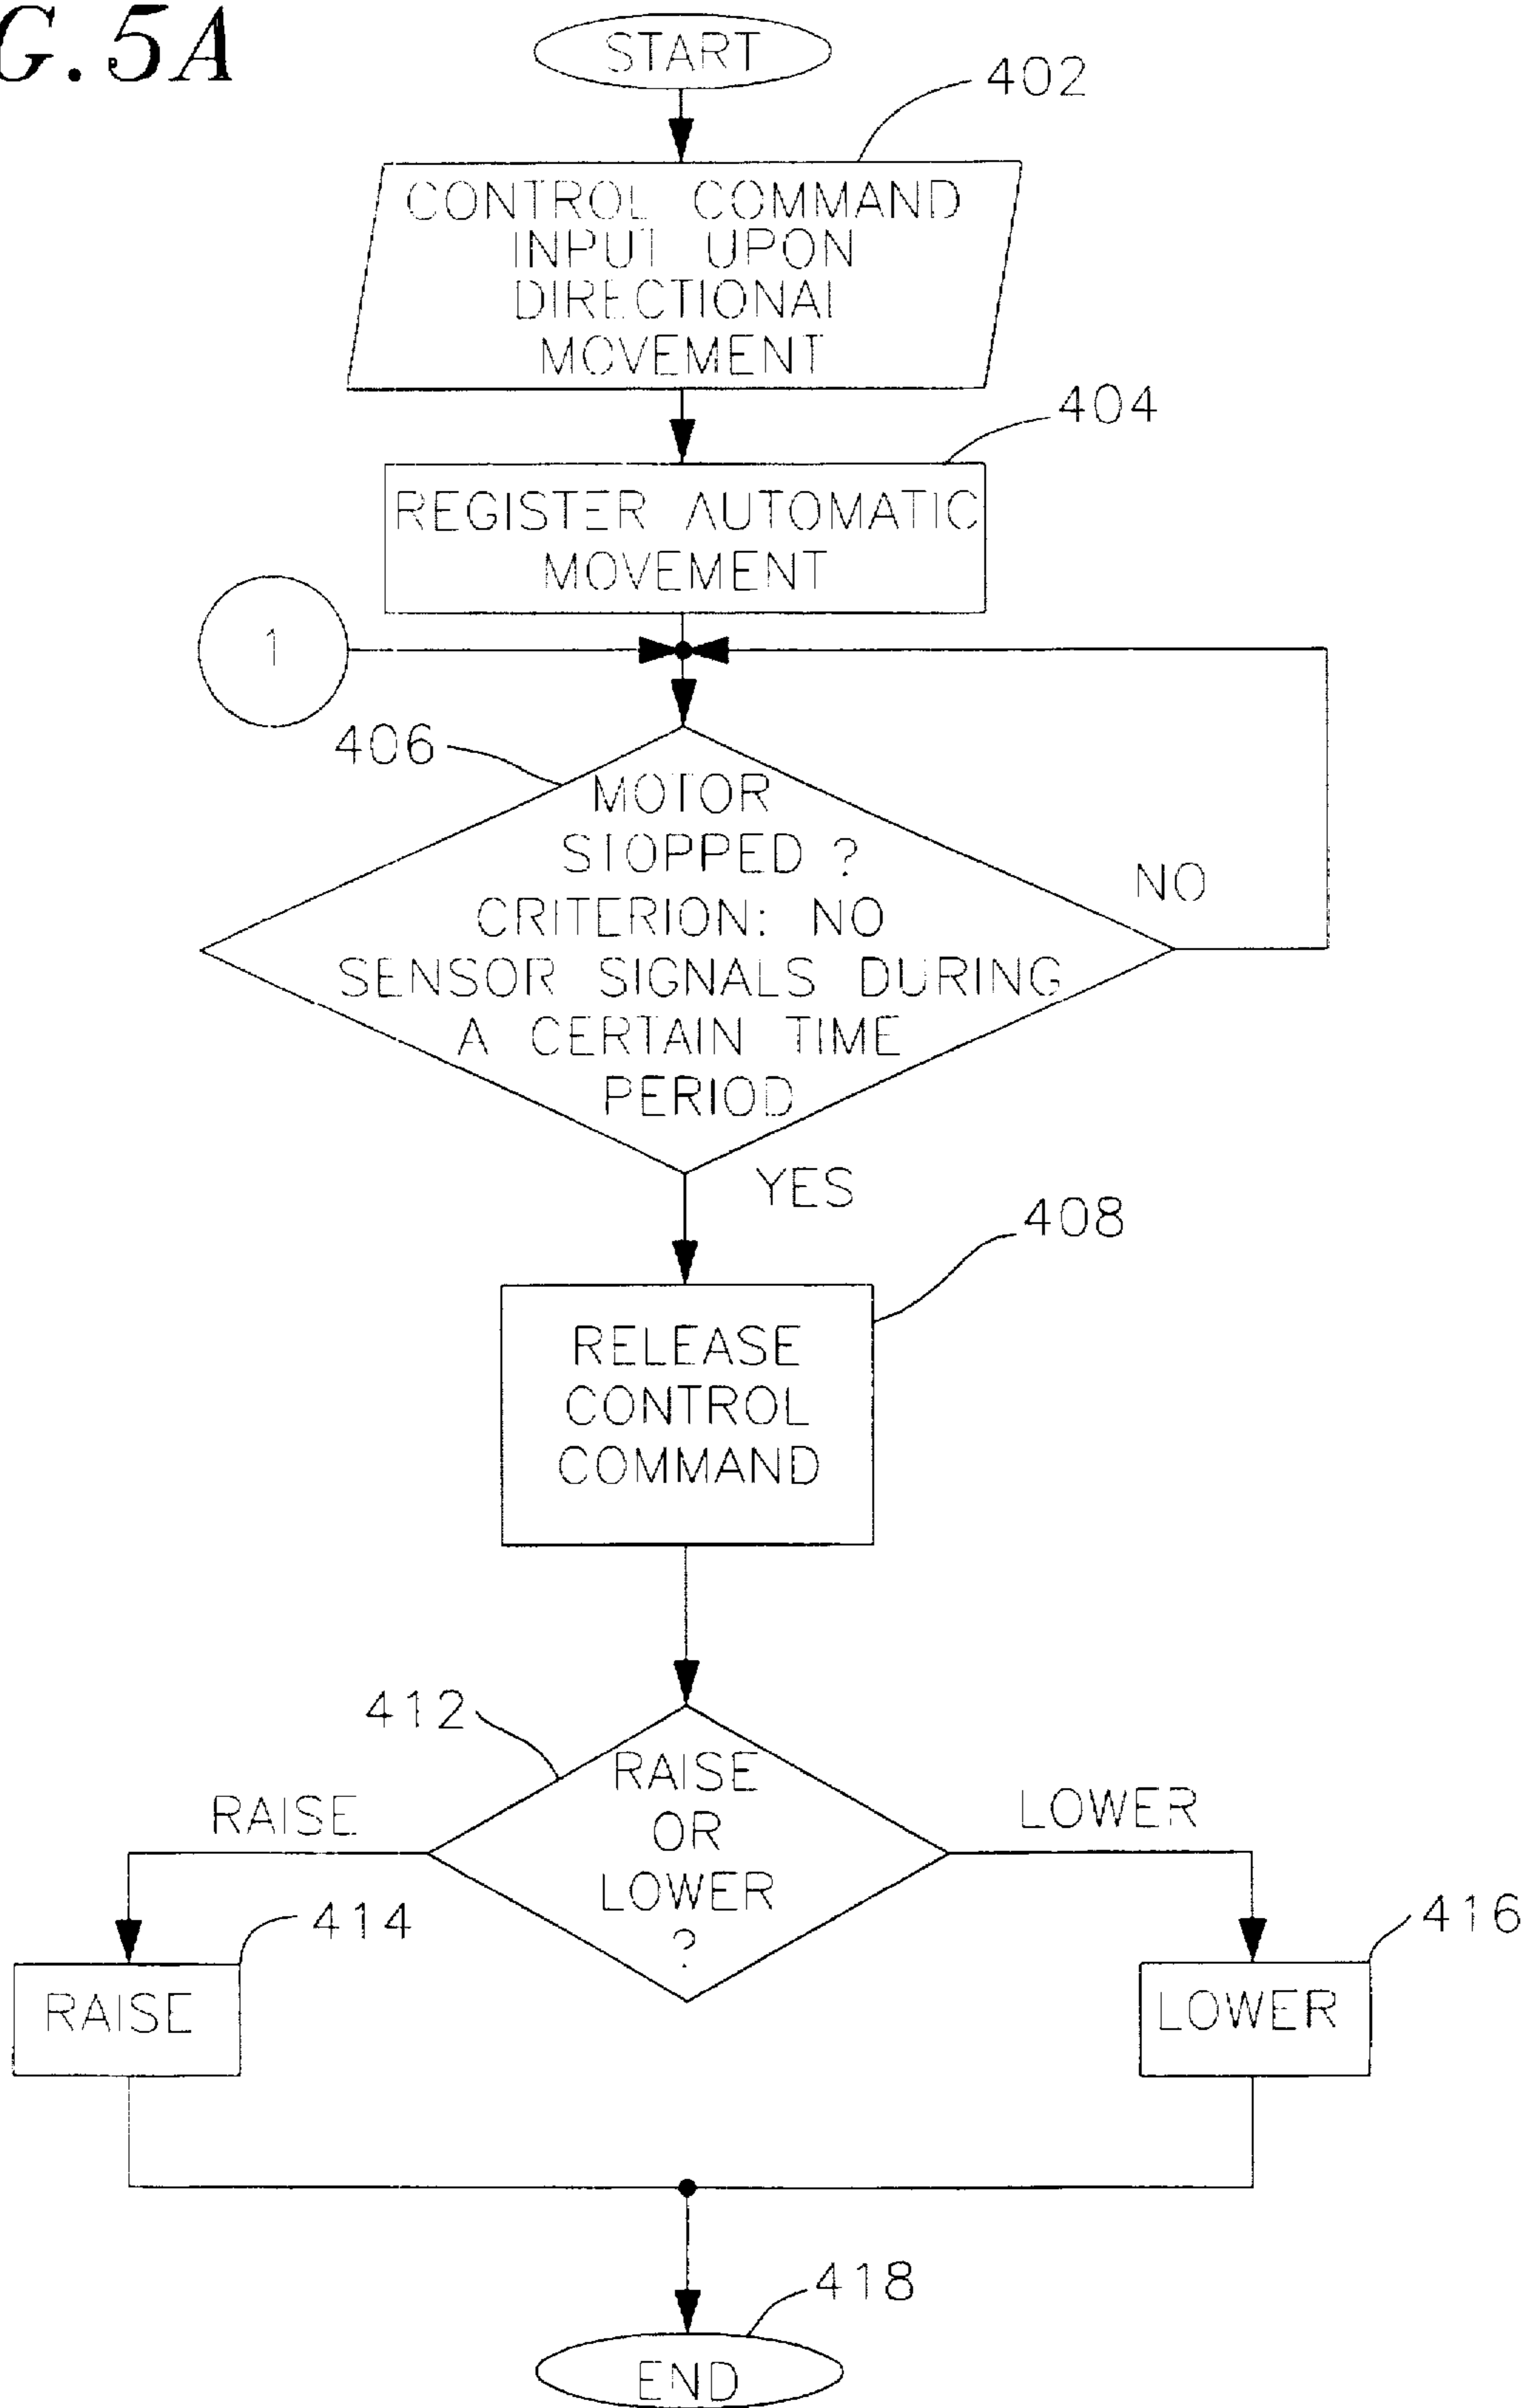 G. 5A
START
402
CONTROL COMMAND
INPUT UPON
DIRECTIONAL
MOVEMENT
404
REGISTER AUTOMATIC
MOVEMENT
1
406
MOTOR
STOPPED ?
CRITERION: NO
SENSOR SIGNALS DURING
A CERTAIN TIME
PERIOD
NO
YES
408
RELEASE
CONTROL
COMMAND
412
RAISE
OR
LOWER
?
RAISE
LOWER
414
RAISE
416
LOWER
418
END